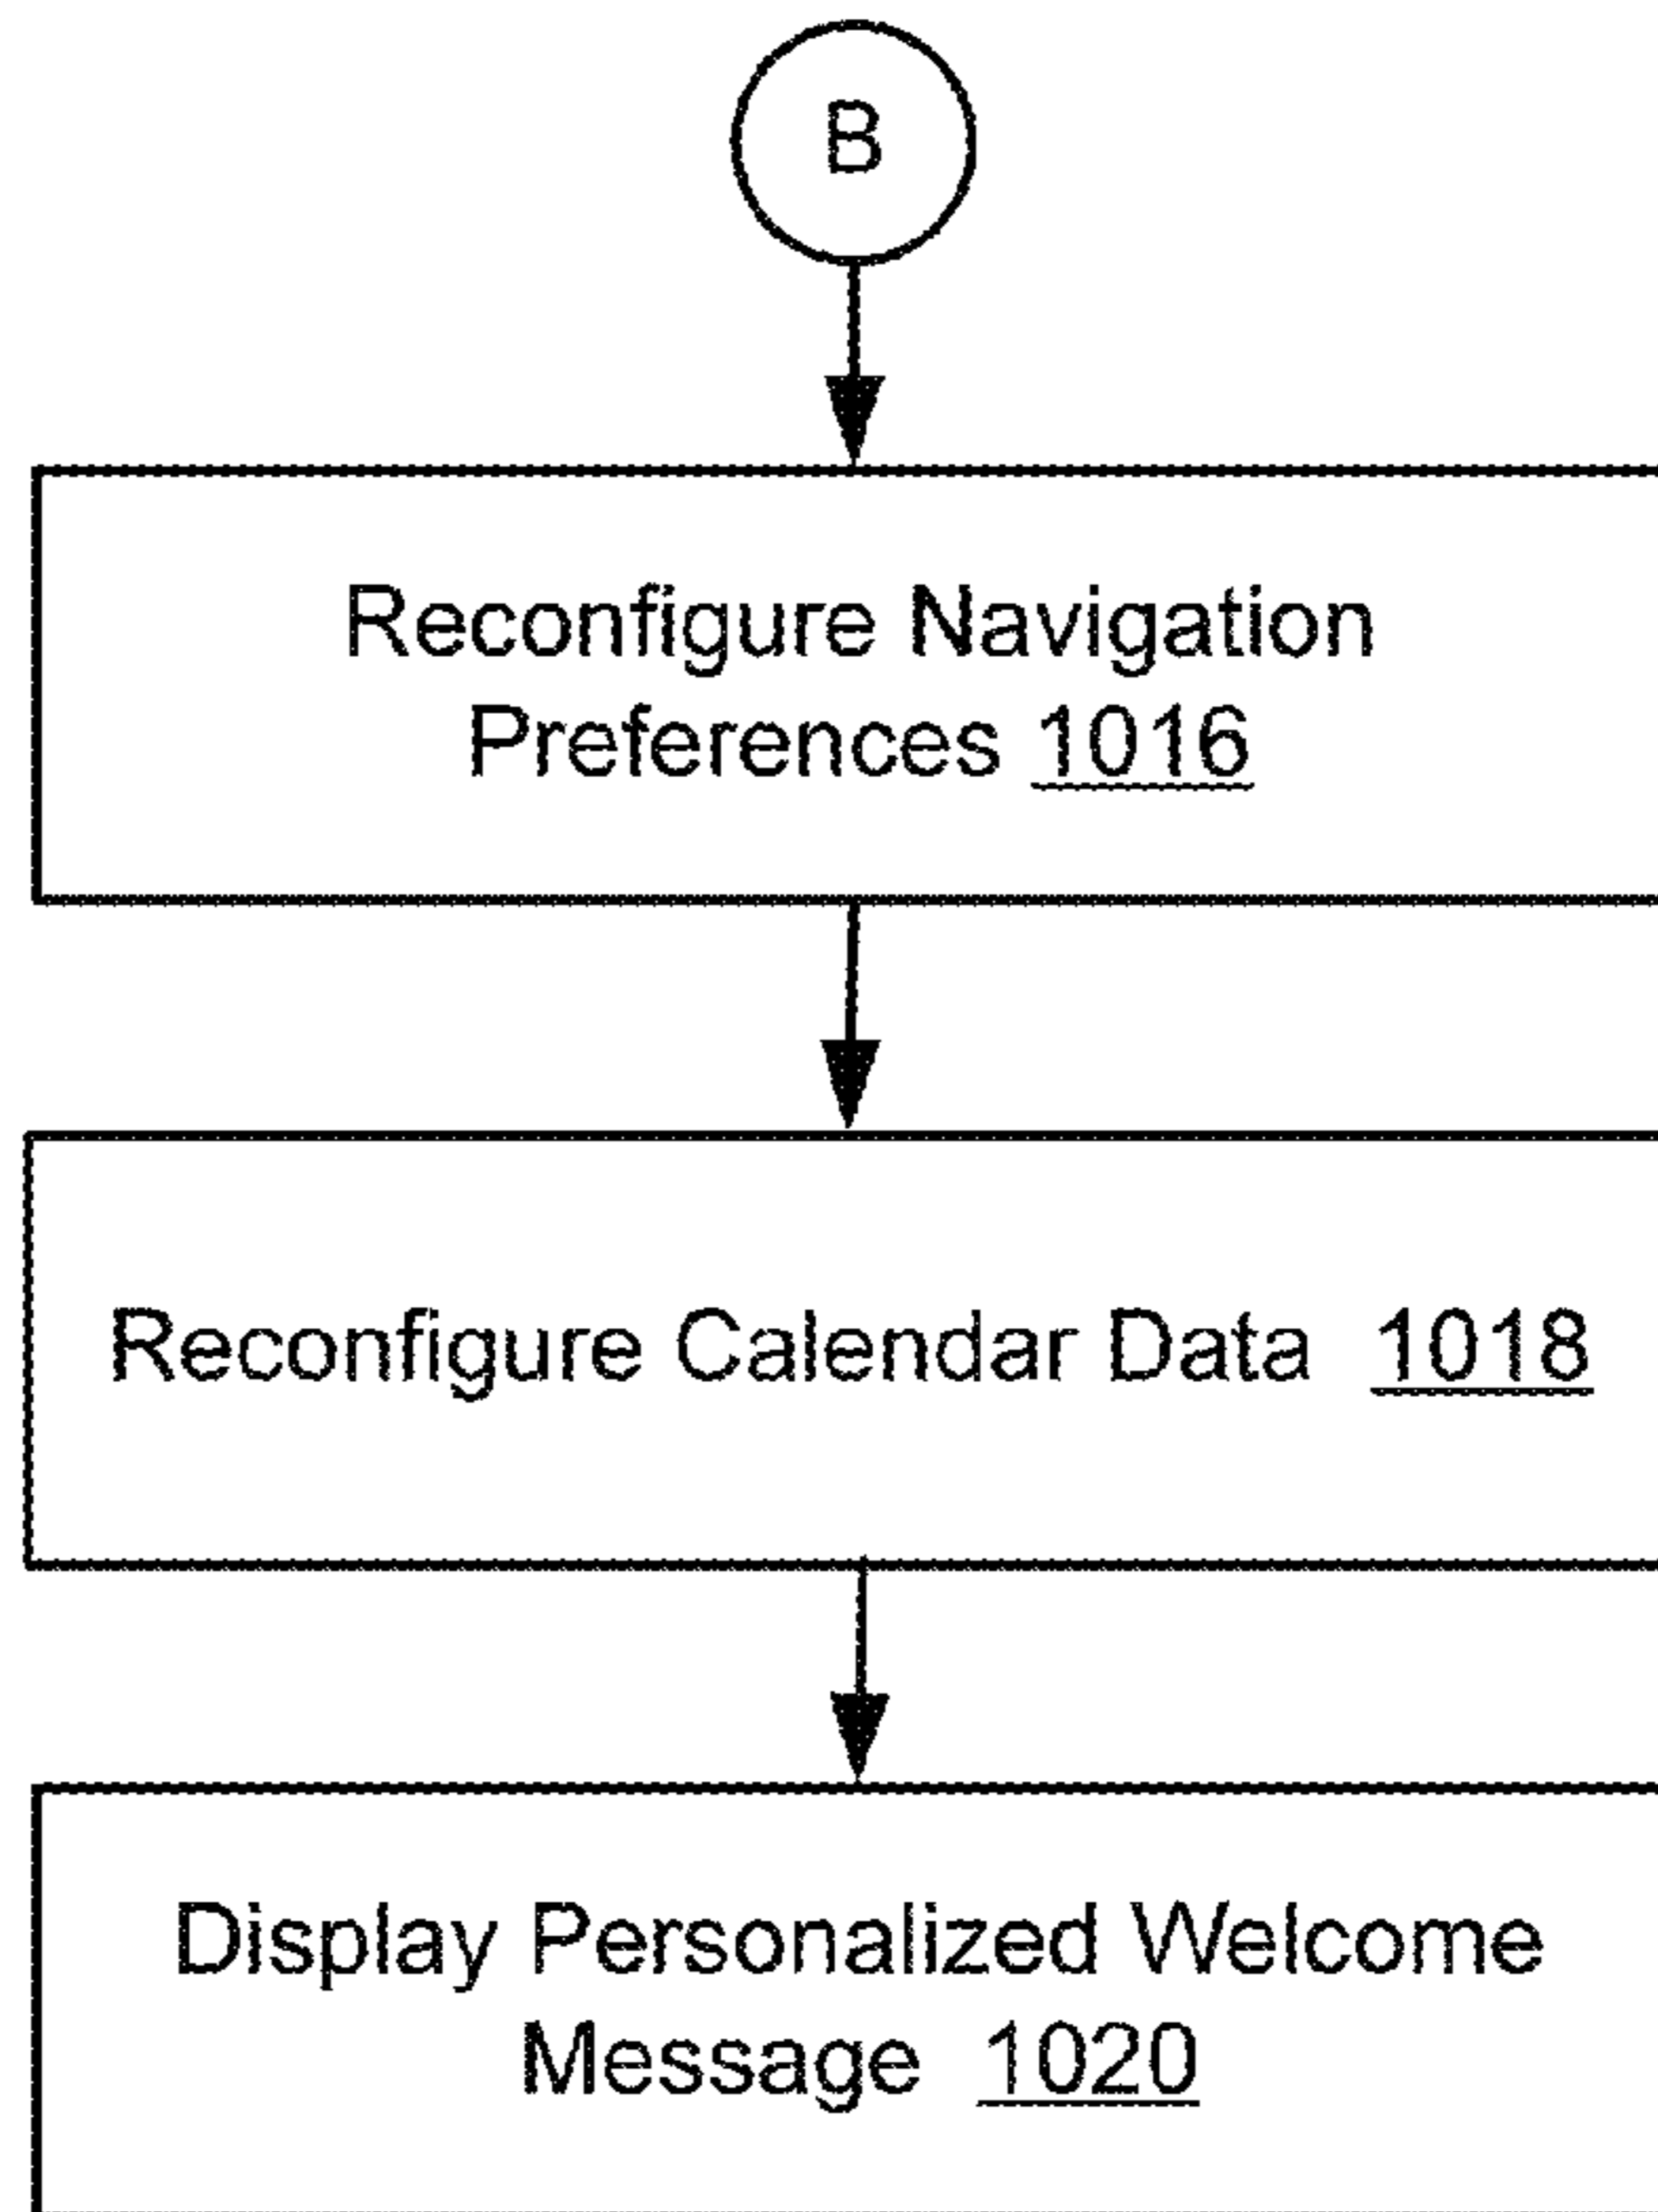 B
Reconfigure Navigation
Preferences 1016
Reconfigure Calendar Data 1018
Display Personalized Welcome
Message 1020